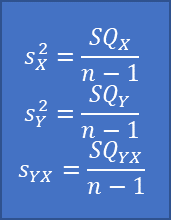 s_X^2 = SQ_X / (n − 1)
s_Y^2 = SQ_Y / (n − 1)
s_YX = SQ_YX / (n − 1)